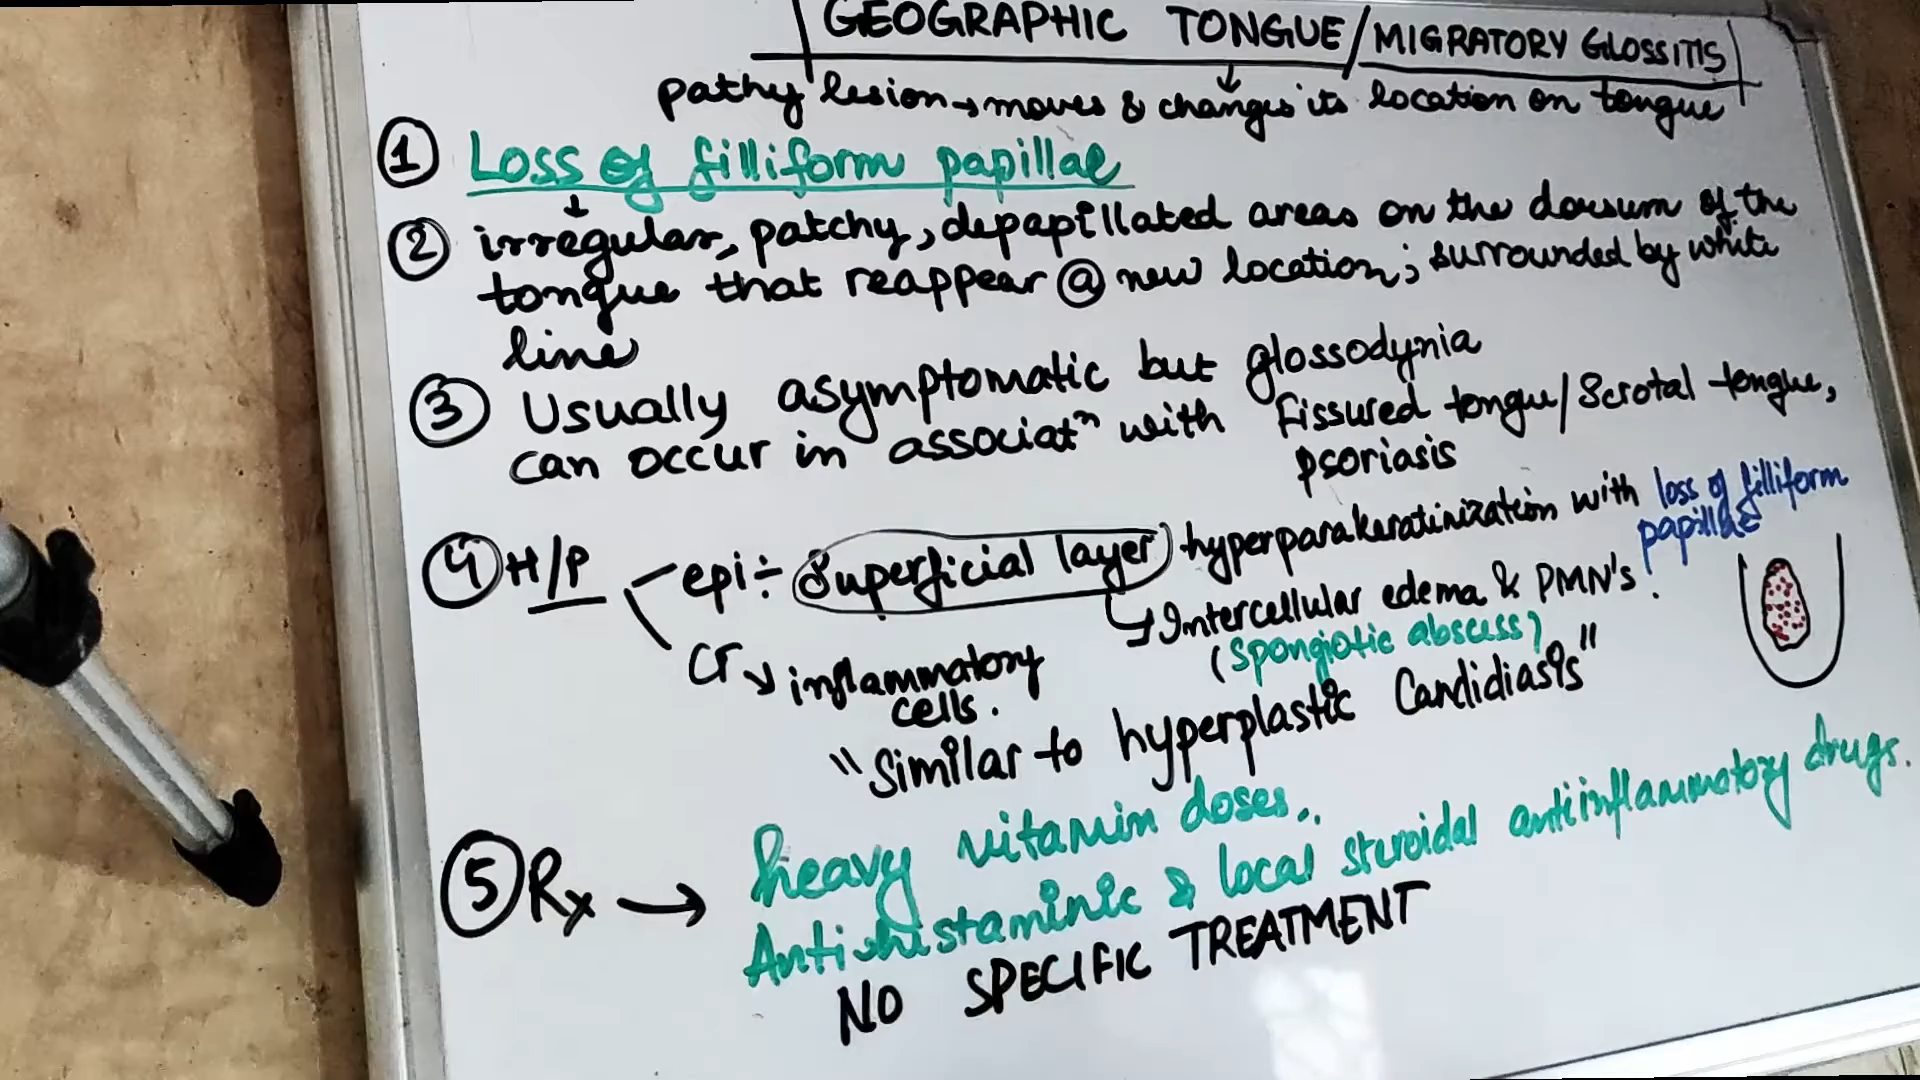 GEOGRAPHIC TONGUE/MIGRATORY GLOSSITIS
pathy lesion → moves & changes its location on tongue
① Loss of filliform papillae
② irregular, patchy, depapillated areas on the dorsum of the
tongue that reappear @ new location; surrounded by white
line
③ Usually asymptomatic but glossodynia
can occur in associatⁿ with Fissured tongue/Scrotal tongue,
psoriasis
④ H/P epi÷ Superficial layer hyperparakeratinization with loss of filliform
papillae
↳ Intercellular edema & PMN's.
(spongiotic abscess)
CT ↘ inflammatory
cells.
"Similar to hyperplastic Candidiasis"
⑤ Rx → heavy vitamin doses..
Antihistaminic & local steroidal antiinflammatory drugs.
NO SPECIFIC TREATMENT